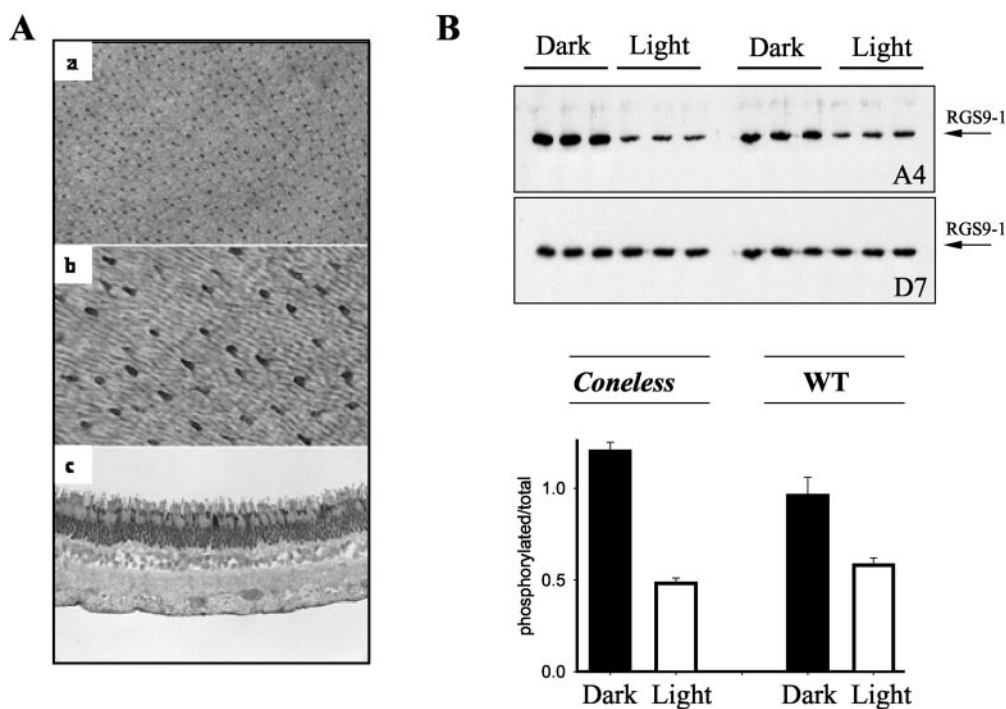 A
a
b
c
B
Dark Light Dark Light
RGS9-1
A4
RGS9-1
D7
Coneless WT
phosphorylated/total
1.0
0.5
0.0
Dark Light Dark Light